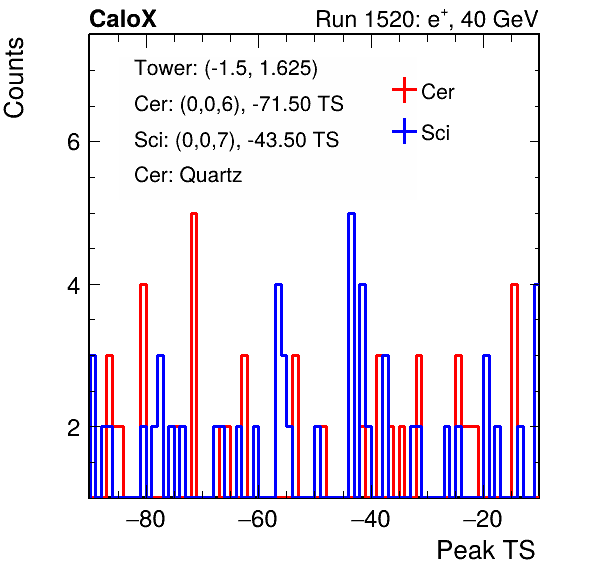 CaloX Run 1520: e⁺, 40 GeV
Counts
Tower: (-1.5, 1.625)
Cer: (0,0,6), -71.50 TS
Sci: (0,0,7), -43.50 TS
Cer: Quartz
Cer
Sci
6
4
2
−80 −60 −40 −20
Peak TS